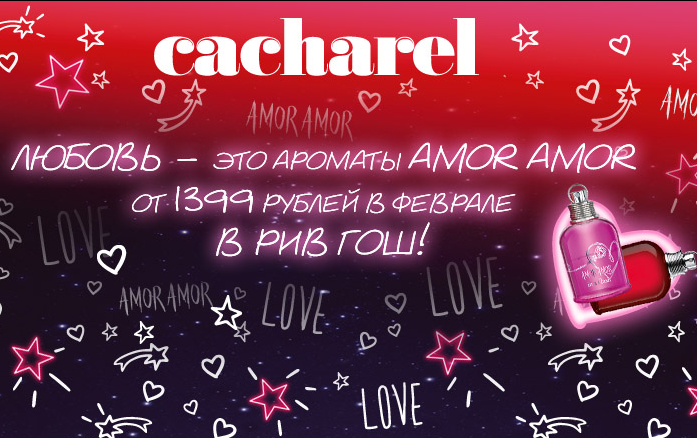 cacharel
AMOR AMOR
AMOR
ЛЮБОВЬ – ЭТО АРОМАТЫ AMOR AMOR
ОТ 1399 РУБЛЕЙ В ФЕВРАЛЕ
В РИВ ГОШ!
LOVE
LOVE
AMOR AMOR
LOVE
LOVE